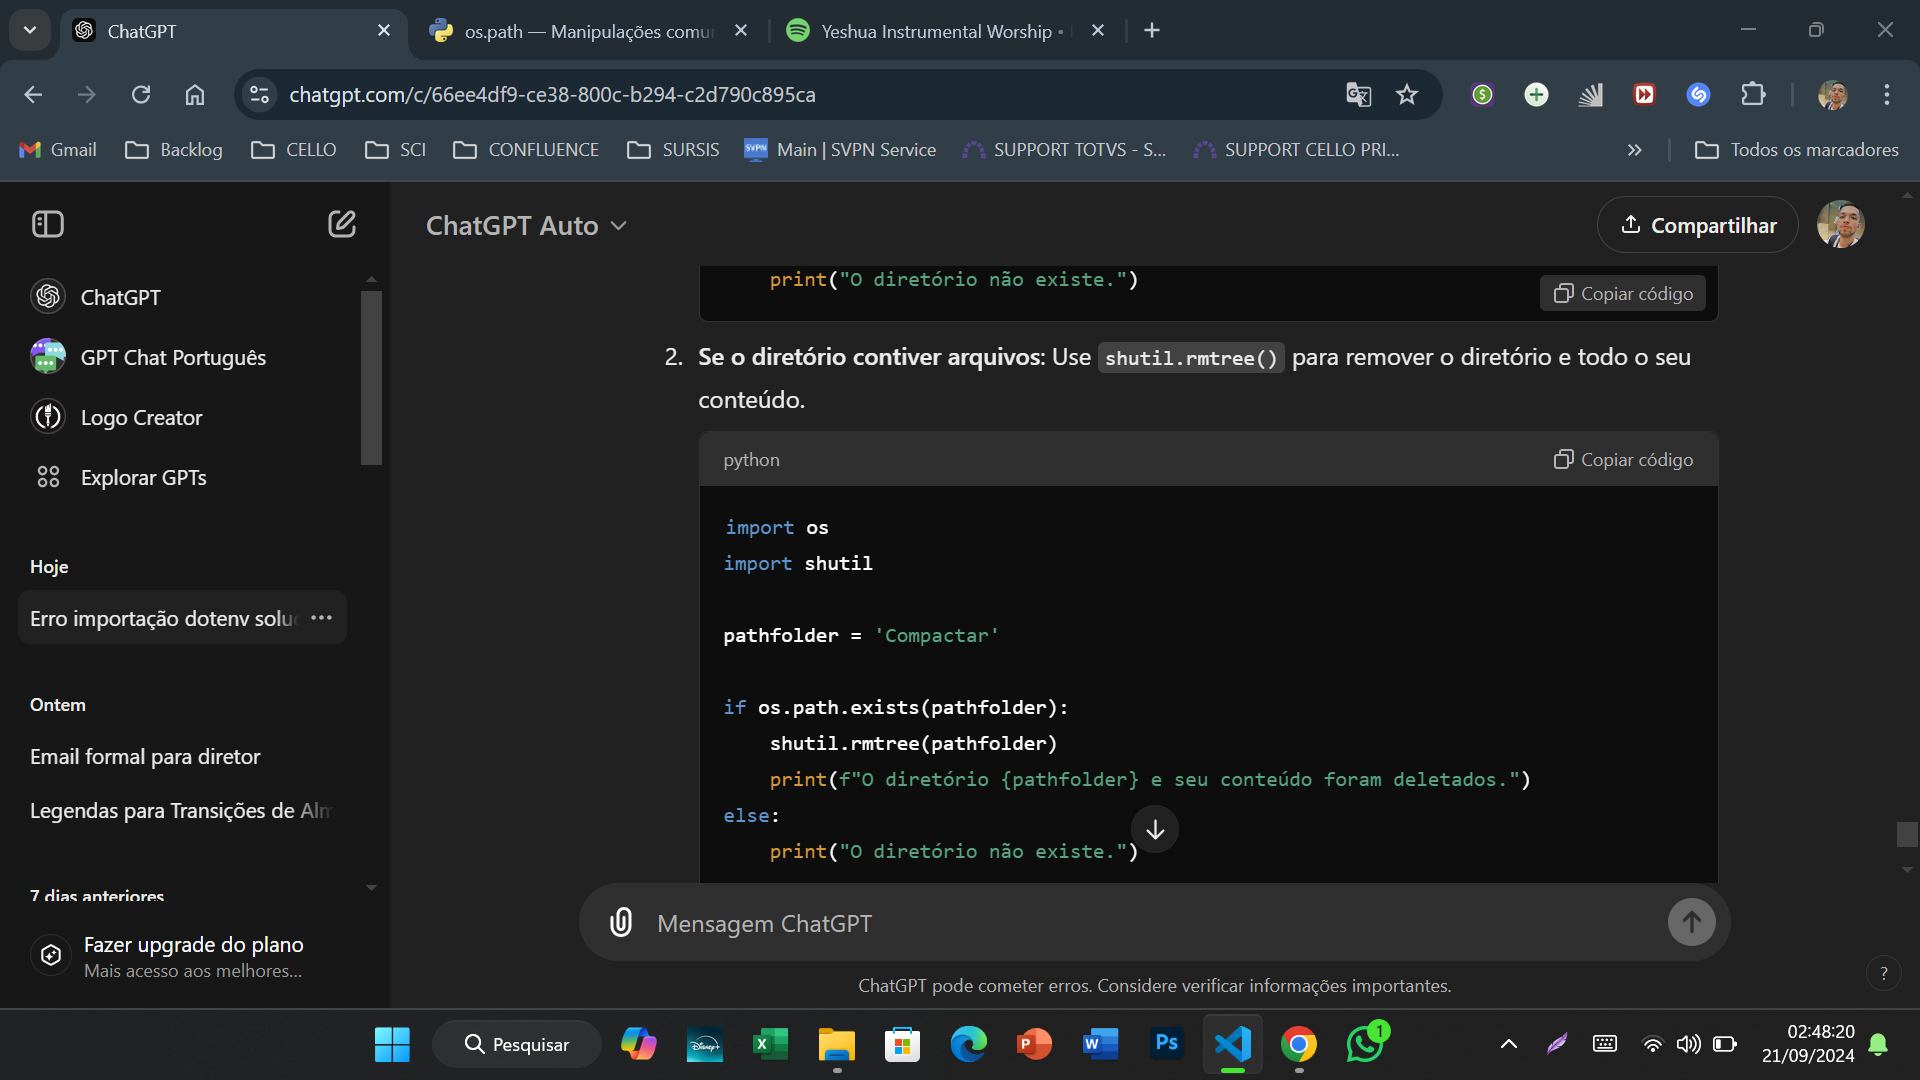 ChatGPT
os.path — Manipulações comu
Yeshua Instrumental Worship •
chatgpt.com/c/66ee4df9-ce38-800c-b294-c2d790c895ca
Gmail
Backlog
CELLO
SCI
CONFLUENCE
SURSIS
SVPN
Main | SVPN Service
SUPPORT TOTVS - S...
SUPPORT CELLO PRI...
Todos os marcadores
ChatGPT
GPT Chat Português
Logo Creator
Explorar GPTs
Hoje
Erro importação dotenv solu
Ontem
Email formal para diretor
Legendas para Transições de Alm
7 dias anteriores
Fazer upgrade do plano
Mais acesso aos melhores...
ChatGPT Auto
Compartilhar
print("O diretório não existe.")
Copiar código
2. Se o diretório contiver arquivos: Use shutil.rmtree() para remover o diretório e todo o seu
conteúdo.
python
Copiar código
import os
import shutil
pathfolder = 'Compactar'
if os.path.exists(pathfolder):
shutil.rmtree(pathfolder)
print(f"O diretório {pathfolder} e seu conteúdo foram deletados.")
else:
print("O diretório não existe.")
Mensagem ChatGPT
ChatGPT pode cometer erros. Considere verificar informações importantes.
?
Pesquisar
Disney+
X
P
W
Ps
1
02:48:20
21/09/2024